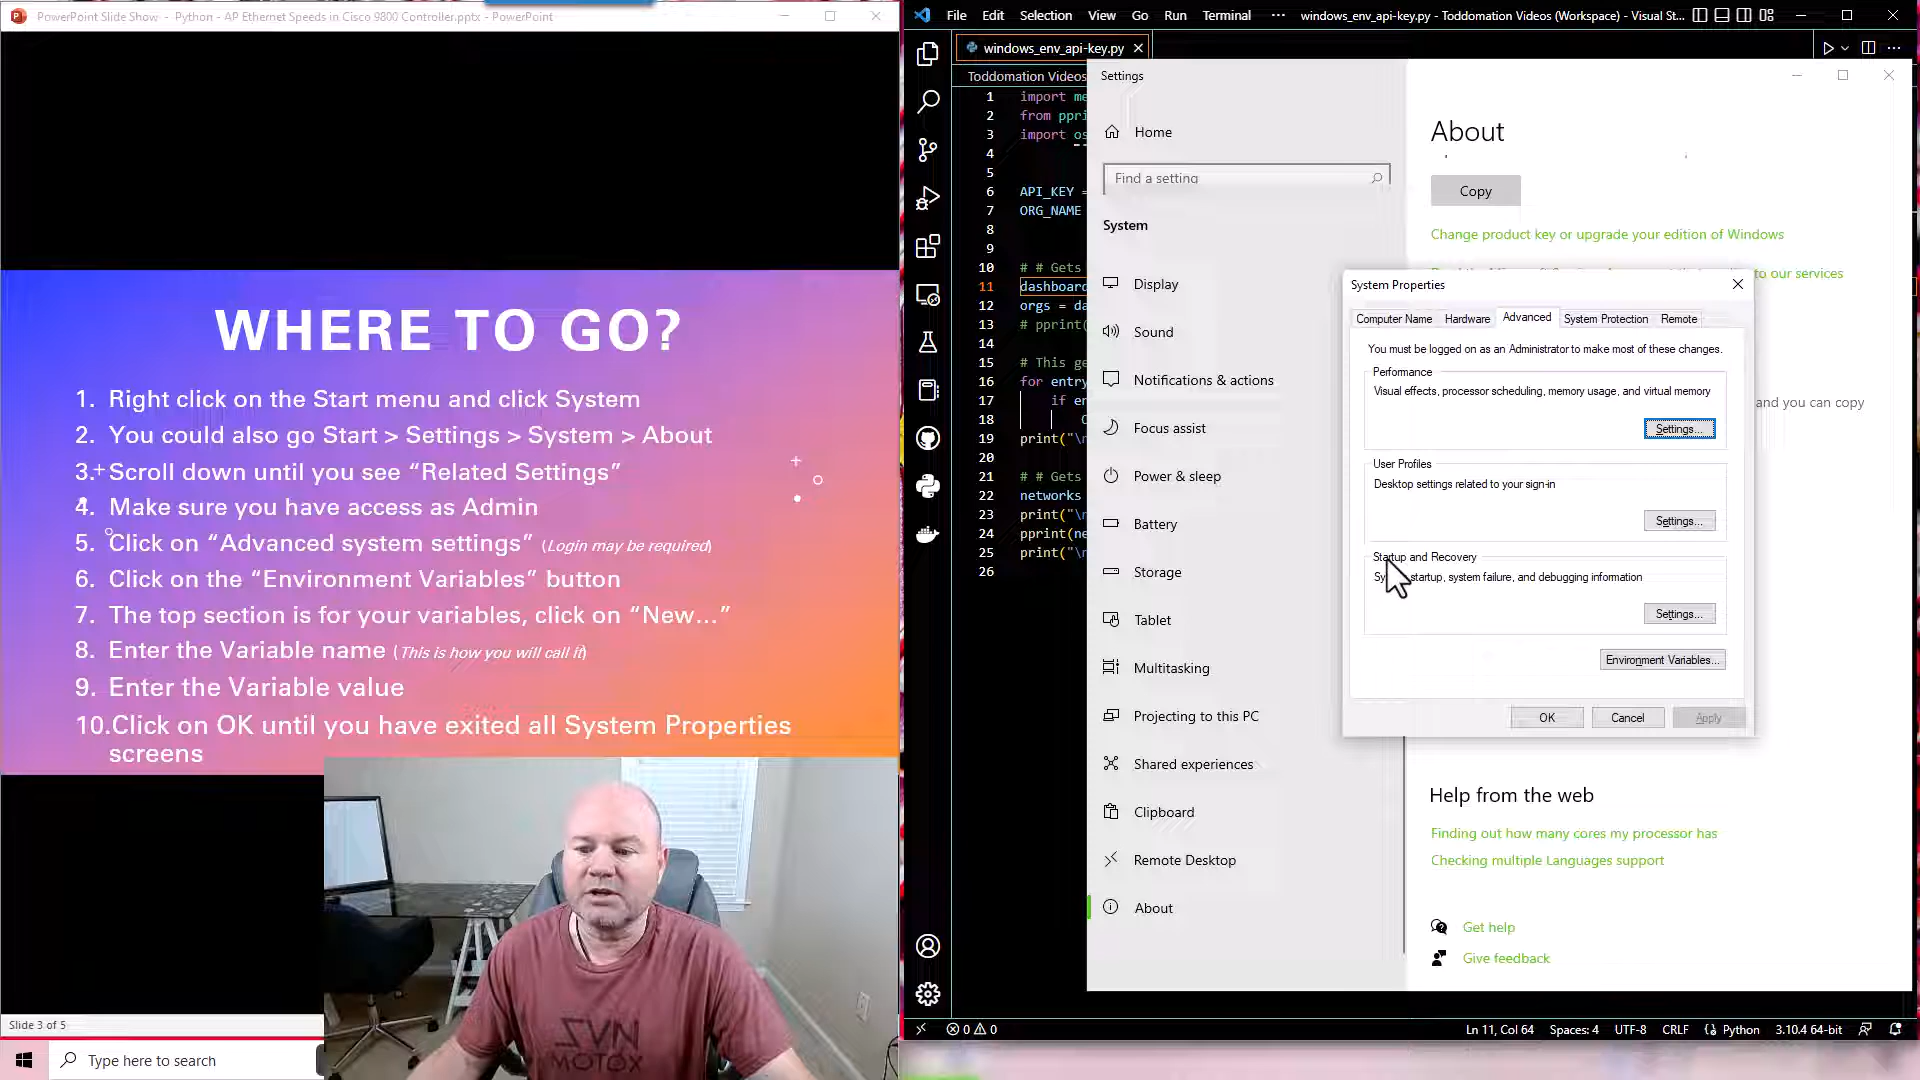 PowerPoint Slide Show - Python - AP Ethernet Speeds in Cisco 9800 Controller.pptx - PowerPoint
WHERE TO GO?
1. Right click on the Start menu and click System
2. You could also go Start > Settings > System > About
3. Scroll down until you see “Related Settings”
4. Make sure you have access as Admin
5. Click on “Advanced system settings” (Login may be required)
6. Click on the “Environment Variables” button
7. The top section is for your variables, click on “New...”
8. Enter the Variable name (This is how you will call it)
9. Enter the Variable value
10. Click on OK until you have exited all System Properties
screens
SVN
MOTOX
Slide 3 of 5
Type here to search
File Edit Selection View Go Run Terminal ··· windows_env_api-key.py - Toddomation Videos (Workspace) - Visual St...
windows_env_api-key.py
Toddomation Videos
1 import me
2 from ppri
3 import os
4
5
6 API_KEY =
7 ORG_NAME
8
9
10 # # Gets
11 dashboard
12 orgs = da
13 # pprint(
14
15 # This ge
16 for entry
17 if en
18
19 print("\n
20
21 # # Gets
22 networks
23 print("\n
24 pprint(ne
25 print("\n
26
Settings
Home
Find a setting
System
Display
Sound
Notifications & actions
Focus assist
Power & sleep
Battery
Storage
Tablet
Multitasking
Projecting to this PC
Shared experiences
Clipboard
Remote Desktop
About
About
Copy
Change product key or upgrade your edition of Windows
to our services
and you can copy
System Properties
Computer Name Hardware Advanced System Protection Remote
You must be logged on as an Administrator to make most of these changes.
Performance
Visual effects, processor scheduling, memory usage, and virtual memory
Settings...
User Profiles
Desktop settings related to your sign-in
Settings...
Startup and Recovery
startup, system failure, and debugging information
Settings...
Environment Variables...
OK Cancel Apply
Help from the web
Finding out how many cores my processor has
Checking multiple Languages support
Get help
Give feedback
0 0 Ln 11, Col 64 Spaces: 4 UTF-8 CRLF Python 3.10.4 64-bit